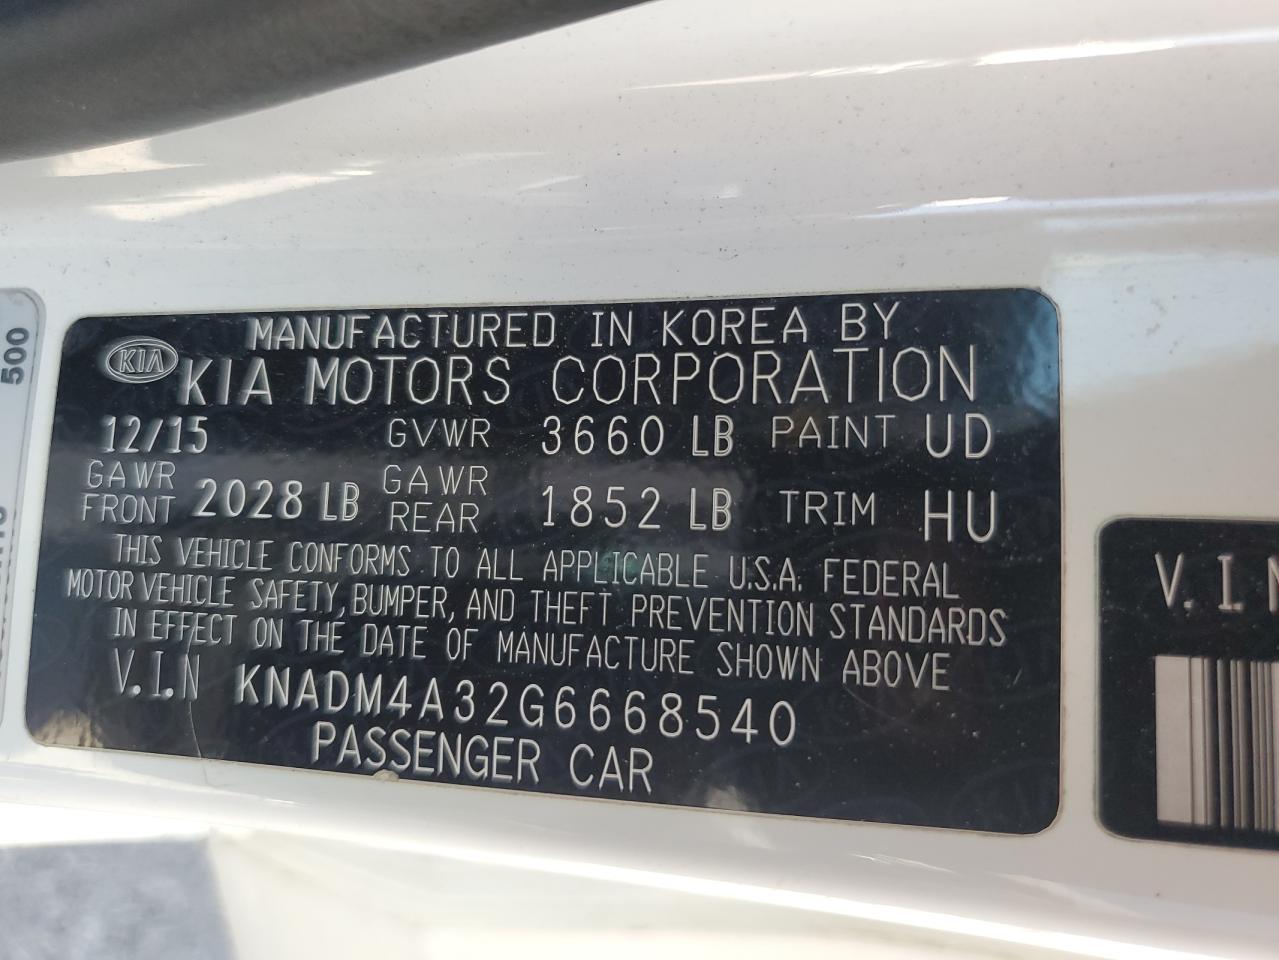 MANUFACTURED IN KOREA BY
KIA KIA MOTORS CORPORATION
12/15 GVWR 3660 LB PAINT UD
GAWR FRONT 2028 LB GAWR REAR 1852 LB TRIM HU
THIS VEHICLE CONFORMS TO ALL APPLICABLE U.S.A. FEDERAL
MOTOR VEHICLE SAFETY, BUMPER, AND THEFT PREVENTION STANDARDS
IN EFFECT ON THE DATE OF MANUFACTURE SHOWN ABOVE
V.I.N KNADM4A32G6668540
PASSENGER CAR
500
V.I.N